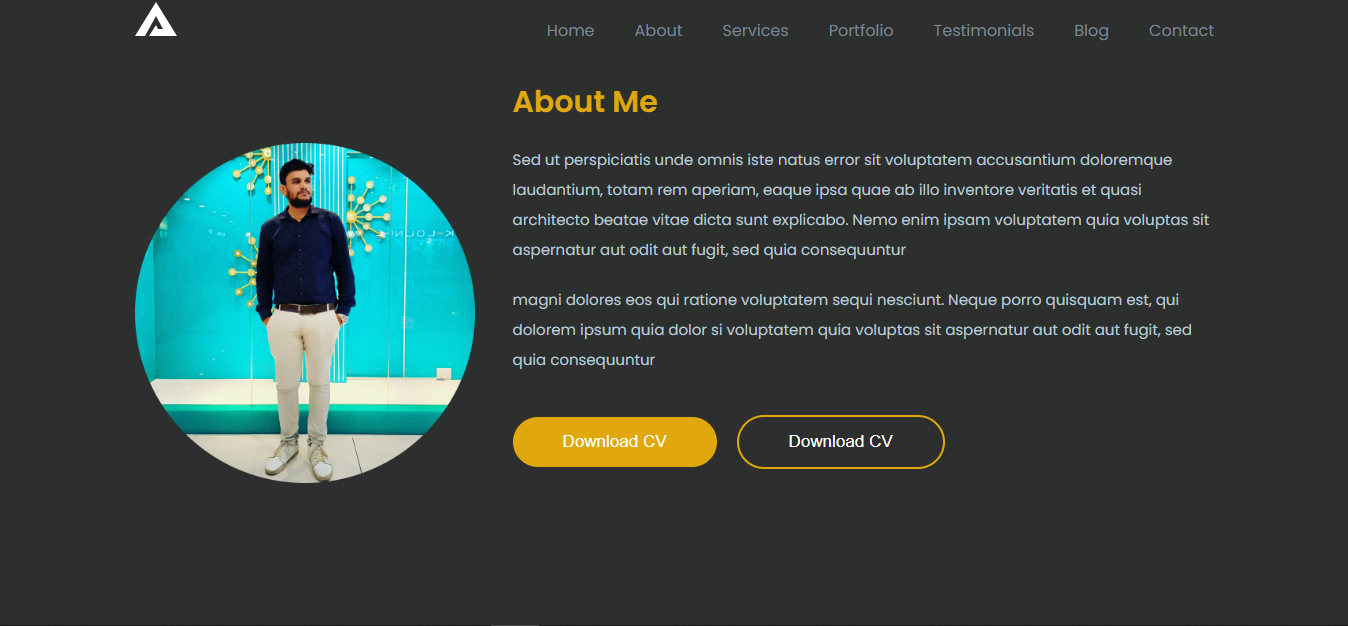 Home About Services Portfolio Testimonials Blog Contact
About Me
Sed ut perspiciatis unde omnis iste natus error sit voluptatem accusantium doloremque
laudantium, totam rem aperiam, eaque ipsa quae ab illo inventore veritatis et quasi
architecto beatae vitae dicta sunt explicabo. Nemo enim ipsam voluptatem quia voluptas sit
aspernatur aut odit aut fugit, sed quia consequuntur
magni dolores eos qui ratione voluptatem sequi nesciunt. Neque porro quisquam est, qui
dolorem ipsum quia dolor si voluptatem quia voluptas sit aspernatur aut odit aut fugit, sed
quia consequuntur
Download CV Download CV